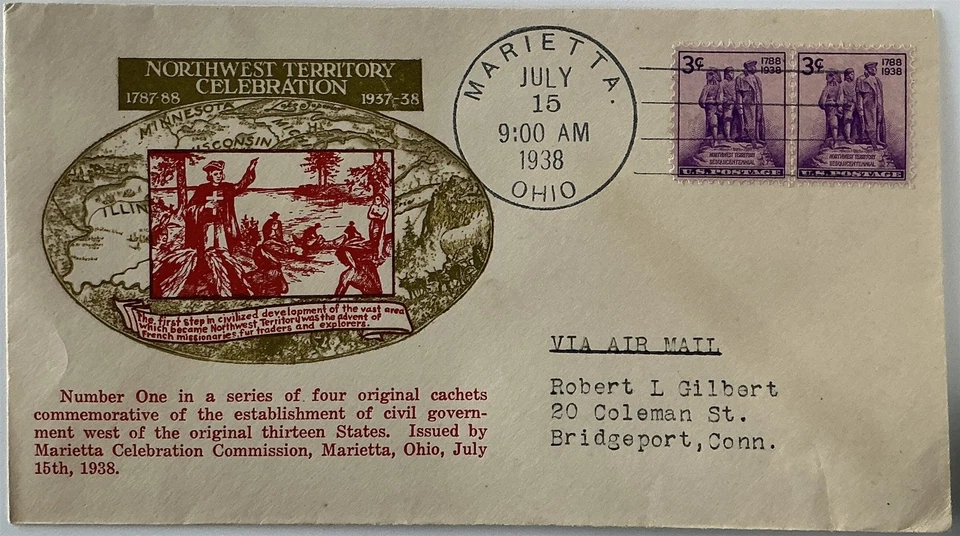 NORTHWEST TERRITORY
CELEBRATION
1787-88 1937-38
MINNESOTA
WISCONSIN
ILLIN
The first step in civilized development of the vast area
which became Northwest Territory was the advent of
French missionaries, fur traders and explorers.
Number One in a series of four original cachets
commemorative of the establishment of civil govern-
ment west of the original thirteen States. Issued by
Marietta Celebration Commission, Marietta, Ohio, July
15th, 1938.
MARIETTA.
JULY
15
9:00 AM
1938
OHIO
3¢ 1788
1938
NORTHWEST TERRITORY
SESQUICENTENNIAL
U.S. POSTAGE
3¢ 1788
1938
NORTHWEST TERRITORY
SESQUICENTENNIAL
U.S. POSTAGE
VIA AIR MAIL
Robert L Gilbert
20 Coleman St.
Bridgeport, Conn.